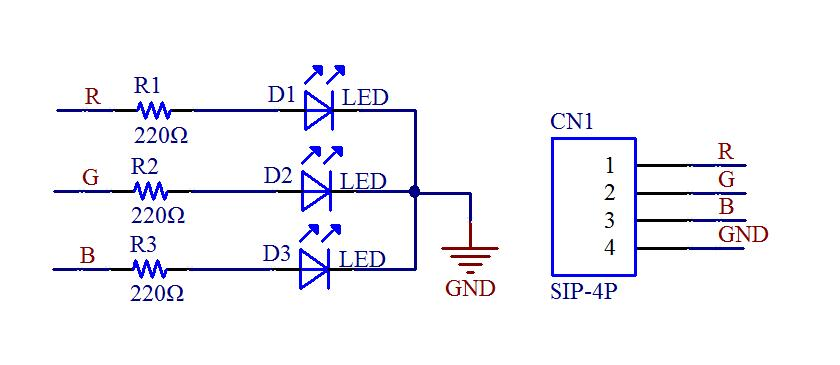 R R1 D1 LED
220Ω
G R2 D2 LED
220Ω
B R3 D3 LED
220Ω
GND
CN1
1 R
2 G
3 B
4 GND
SIP-4P